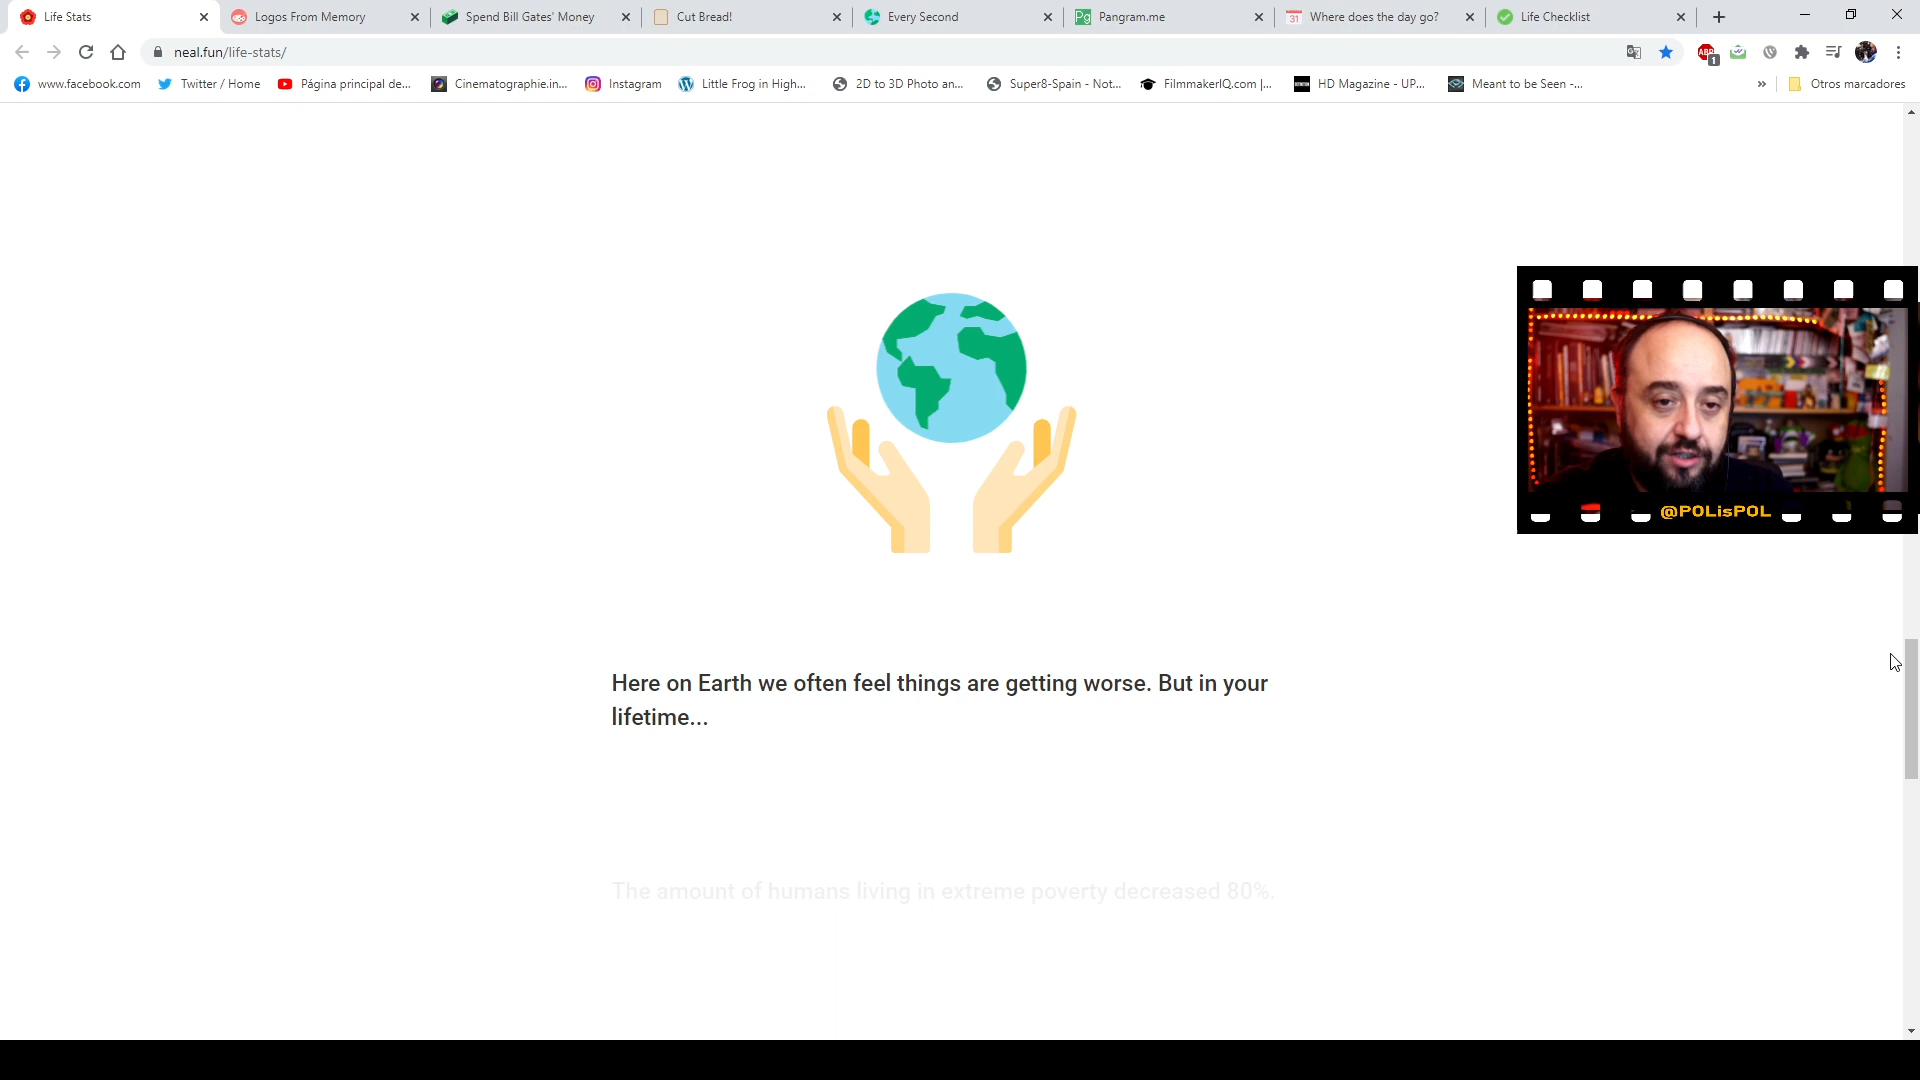 Life Stats
Logos From Memory
Spend Bill Gates' Money
Cut Bread!
Every Second
Pg Pangram.me
31 Where does the day go?
Life Checklist
neal.fun/life-stats/
ABP 1
www.facebook.com
Twitter / Home
Página principal de...
Cinematographie.in...
Instagram
Little Frog in High...
2D to 3D Photo an...
Super8-Spain - Not...
FilmmakerIQ.com |...
HD Magazine - UP...
Meant to be Seen -...
»
Otros marcadores
@POLisPOL
Here on Earth we often feel things are getting worse. But in your
lifetime...
The amount of humans living in extreme poverty decreased 80%.